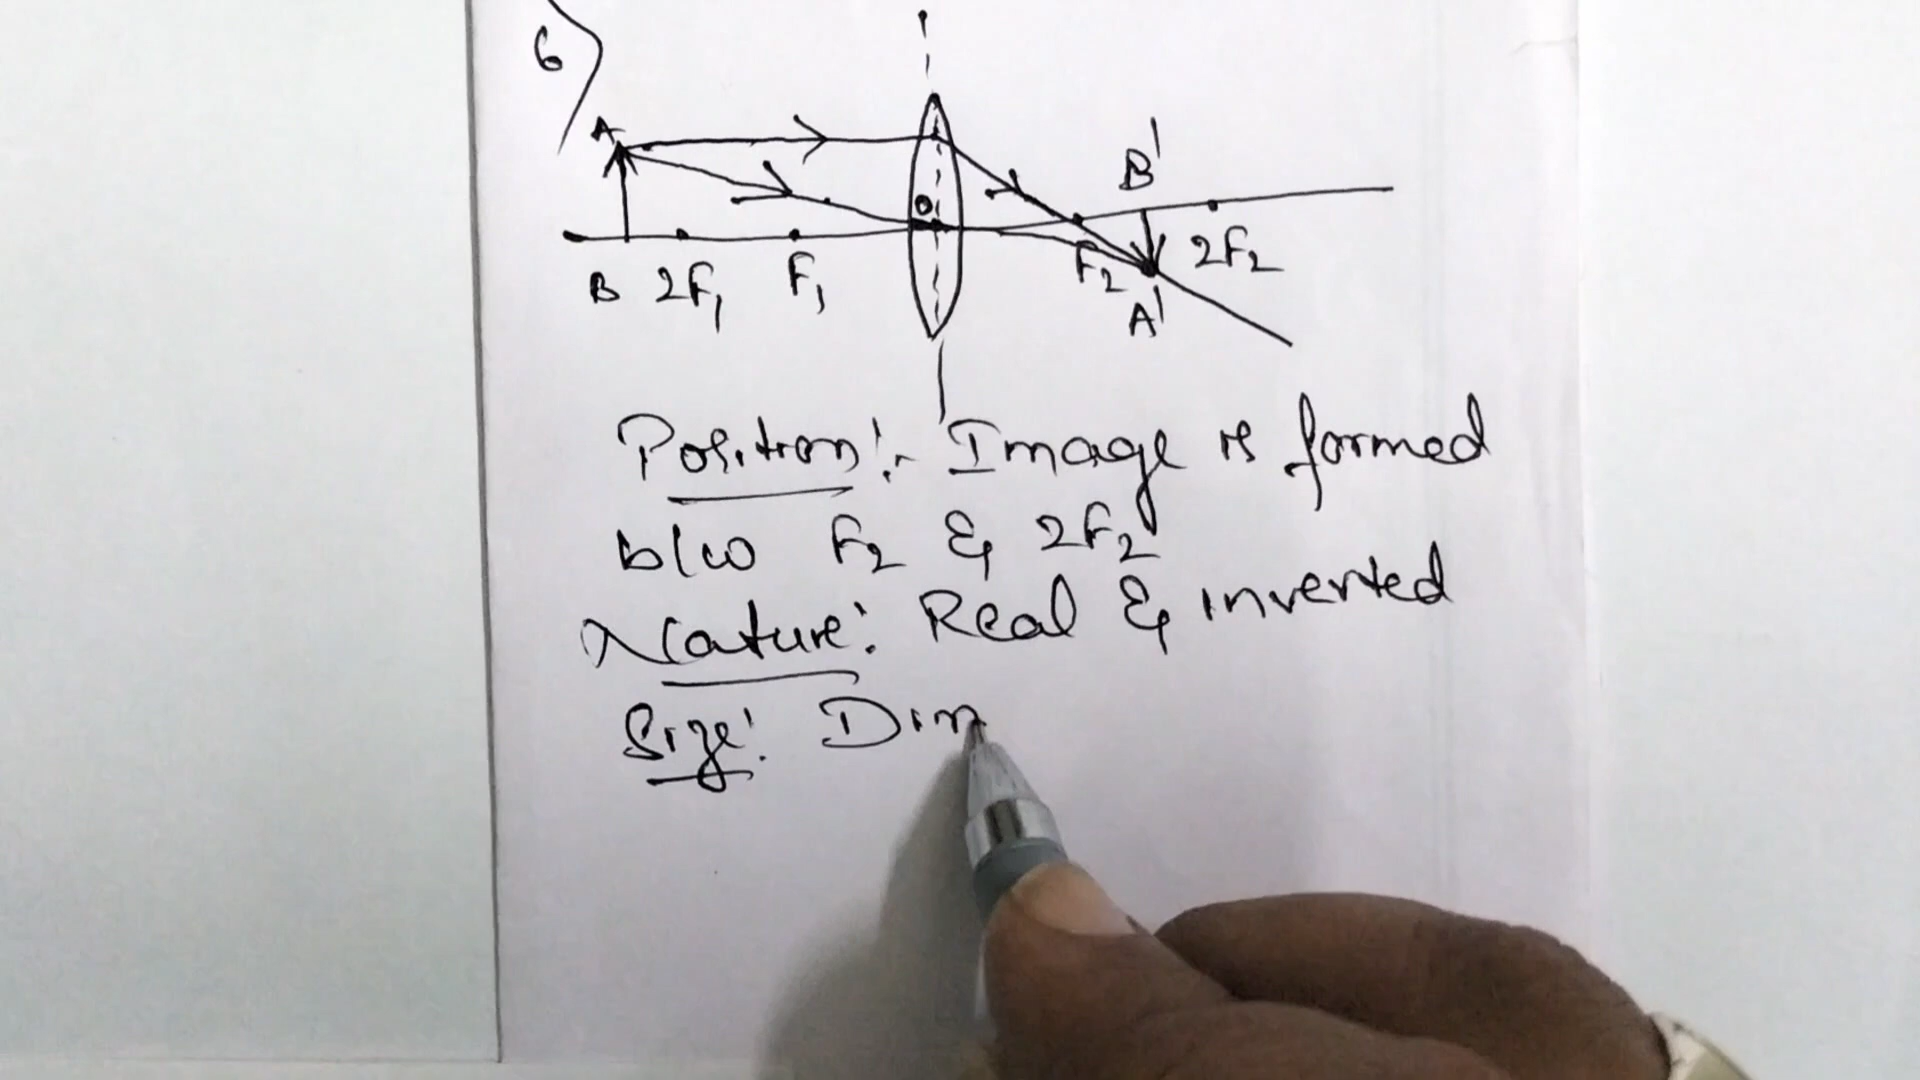 6)
A
O
B'
B 2F1 F1 F2 2F2
A'
Position :- Image is formed
b/w F2 & 2F2
Nature: Real & inverted
Size: Dim